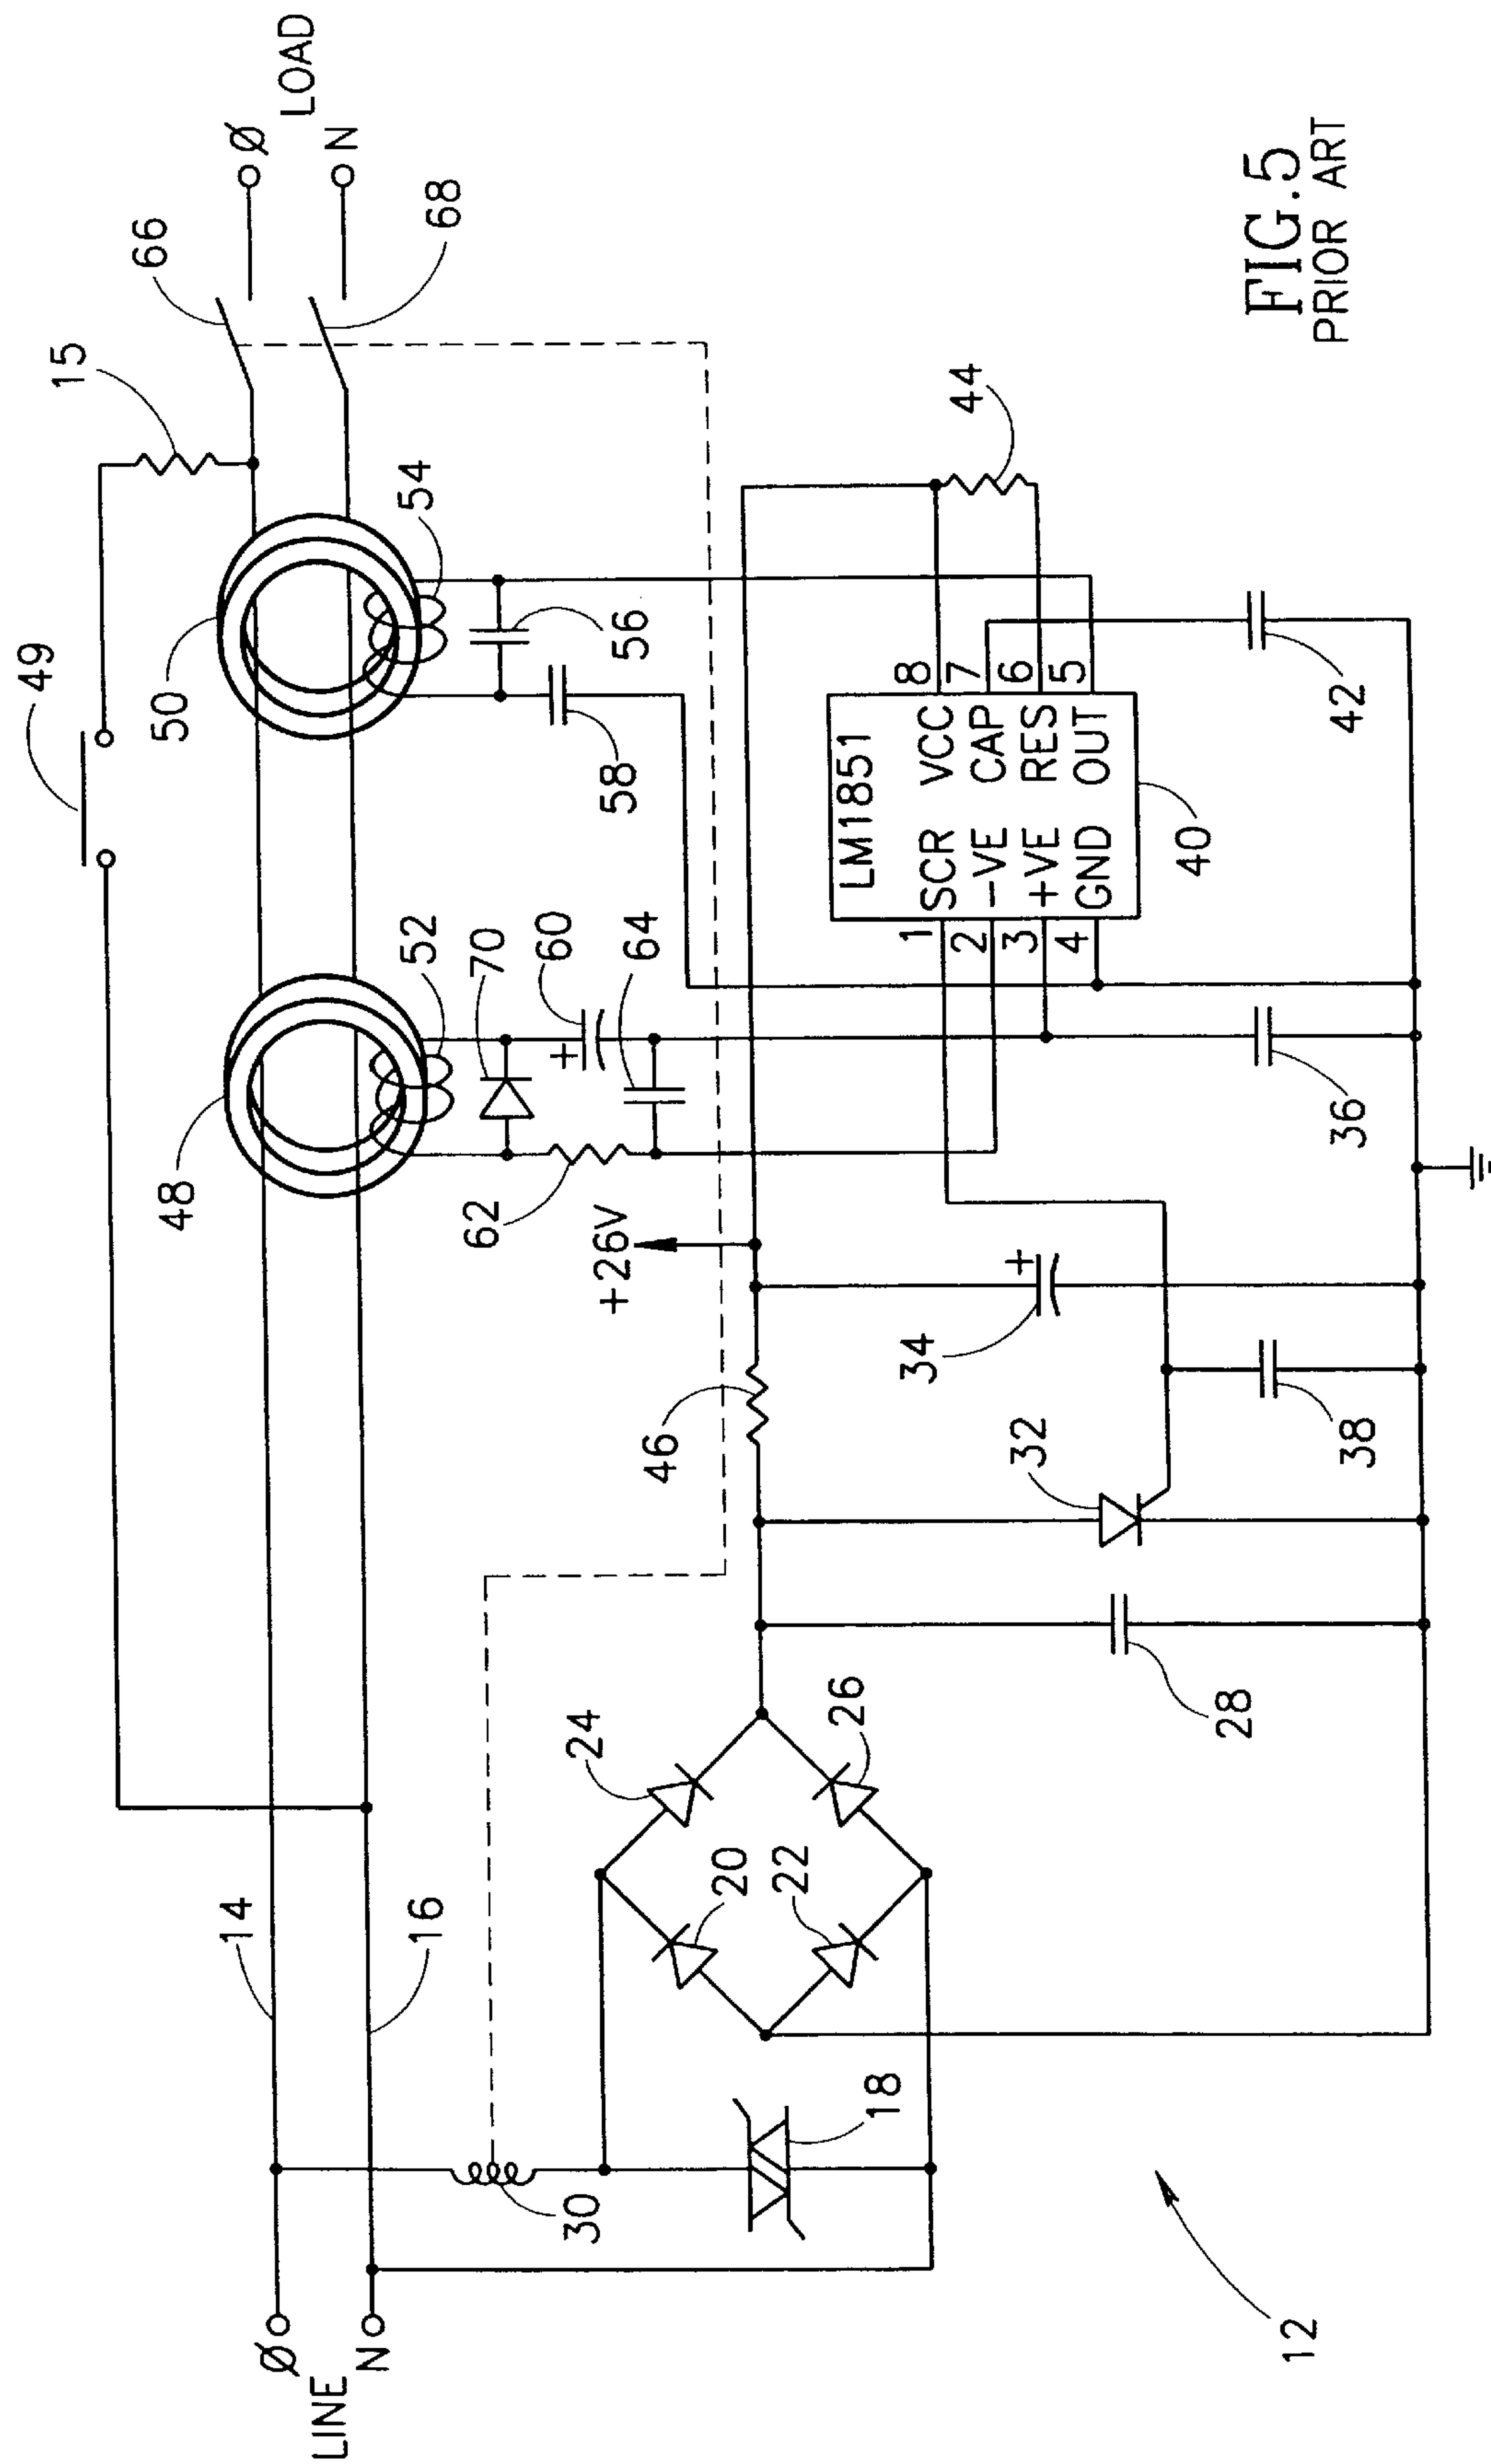 49
15
66
Ø
LOAD
N
68
50
54
56
58
48
52
70
60
64
62
14
16
+26V
46
44
LM1851
1 SCR VCC 8
2 -VE CAP 7
3 +VE RES 6
4 GND OUT 5
40
42
36
34
38
32
28
24
26
20
22
18
30
Ø
LINE
N
12
FIG.5
PRIOR ART